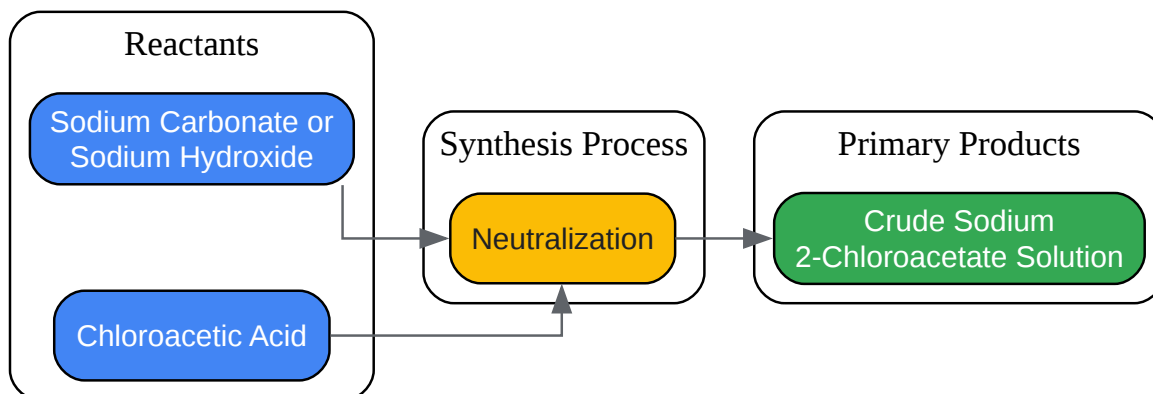 Reactants
Sodium Carbonate or
Sodium Hydroxide
Chloroacetic Acid
Synthesis Process
Neutralization
Primary Products
Crude Sodium
2-Chloroacetate Solution